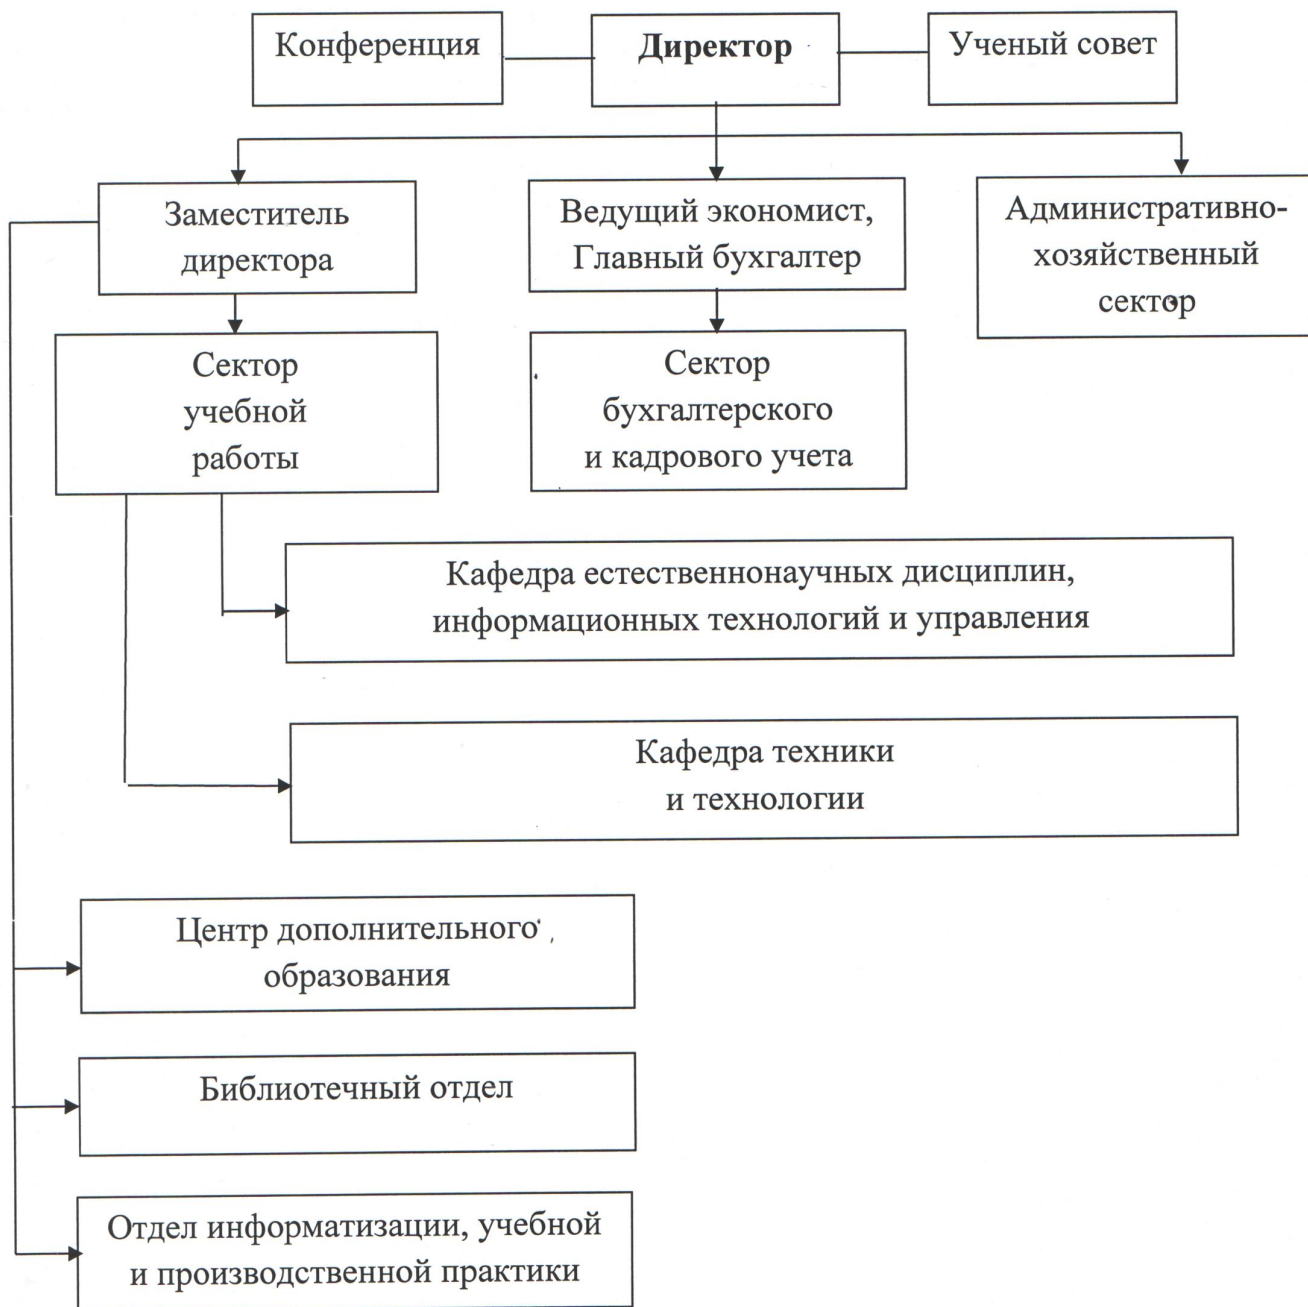 Конференция
Директор
Ученый совет
Заместитель
директора
Ведущий экономист,
Главный бухгалтер
Административно-
хозяйственный
сектор
Сектор
учебной
работы
Сектор
бухгалтерского
и кадрового учета
Кафедра естественнонаучных дисциплин,
информационных технологий и управления
Кафедра техники
и технологии
Центр дополнительного
образования
Библиотечный отдел
Отдел информатизации, учебной
и производственной практики